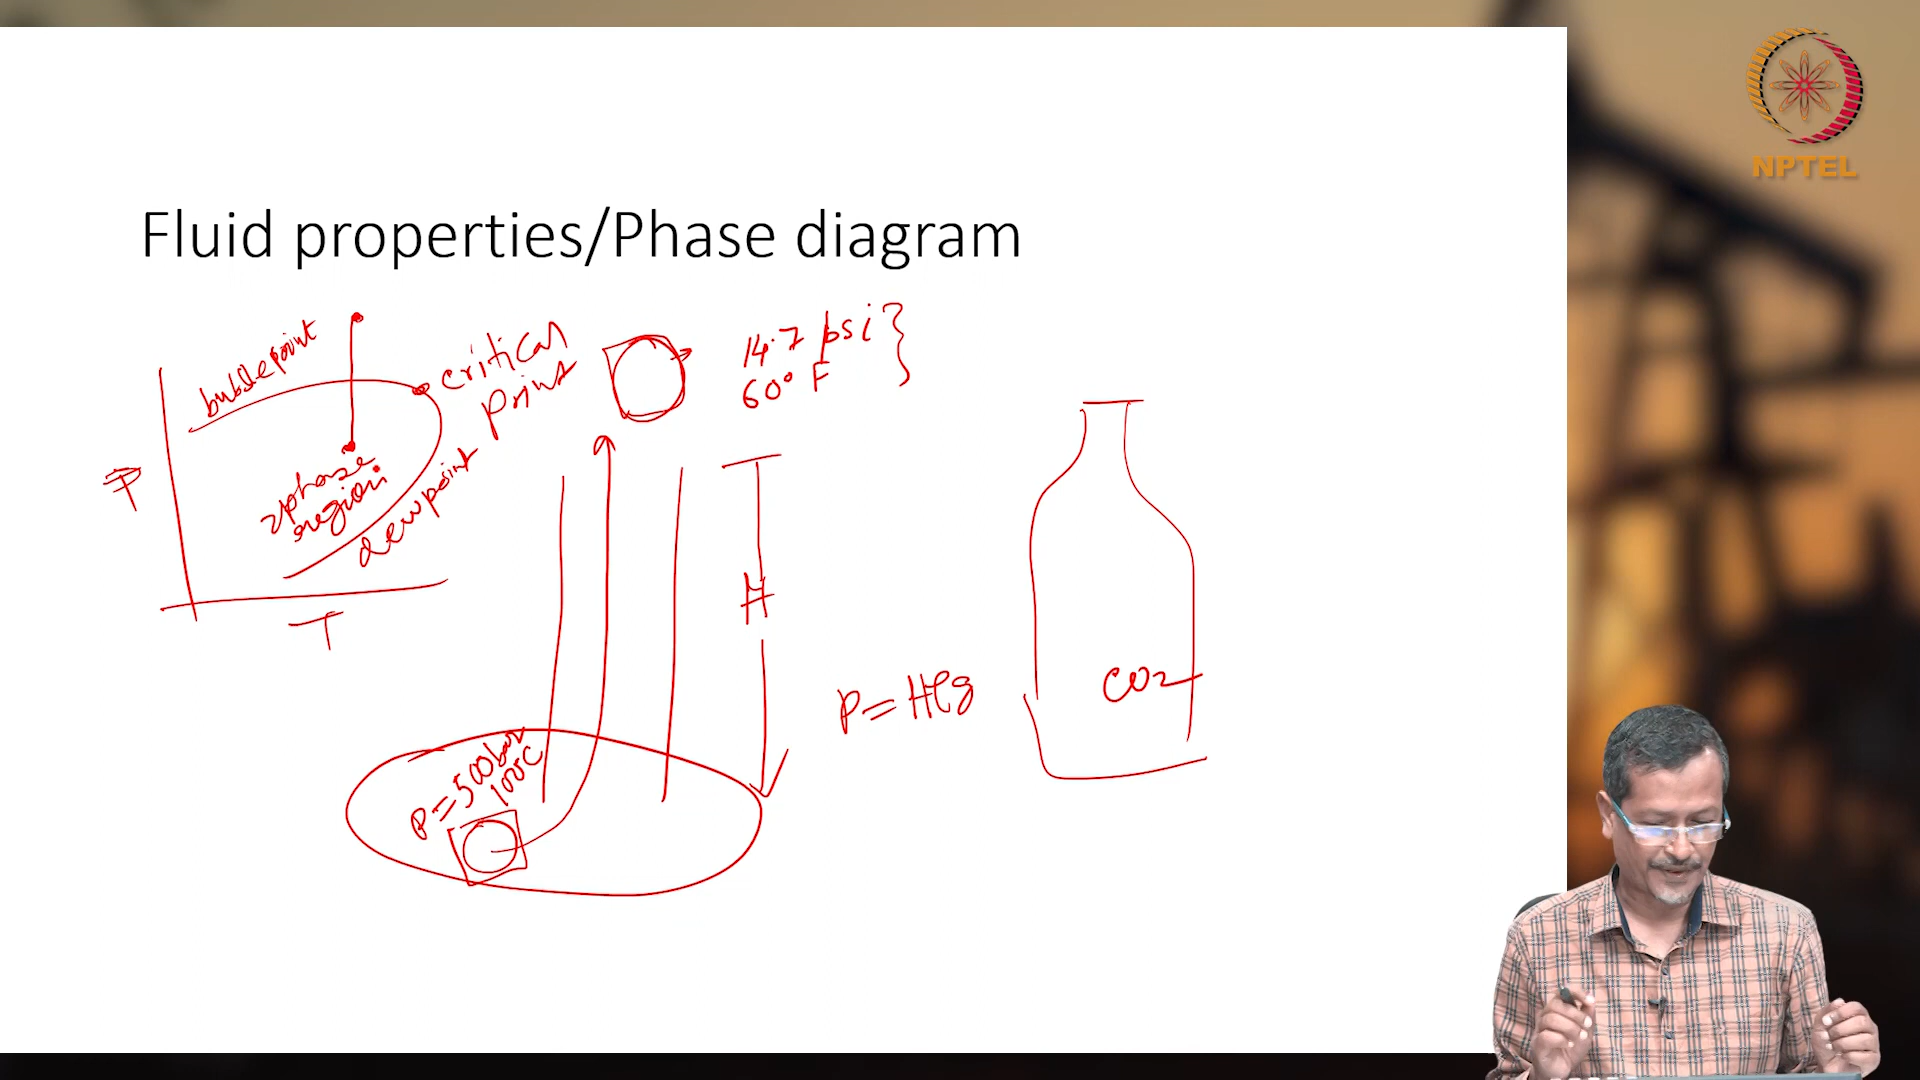 NPTEL
Fluid properties/Phase diagram
bubble point
critical
point
14.7 psi
60° F
P
2phase
region
dewpoint
T
H
P = 500 bar
100°C
CO2